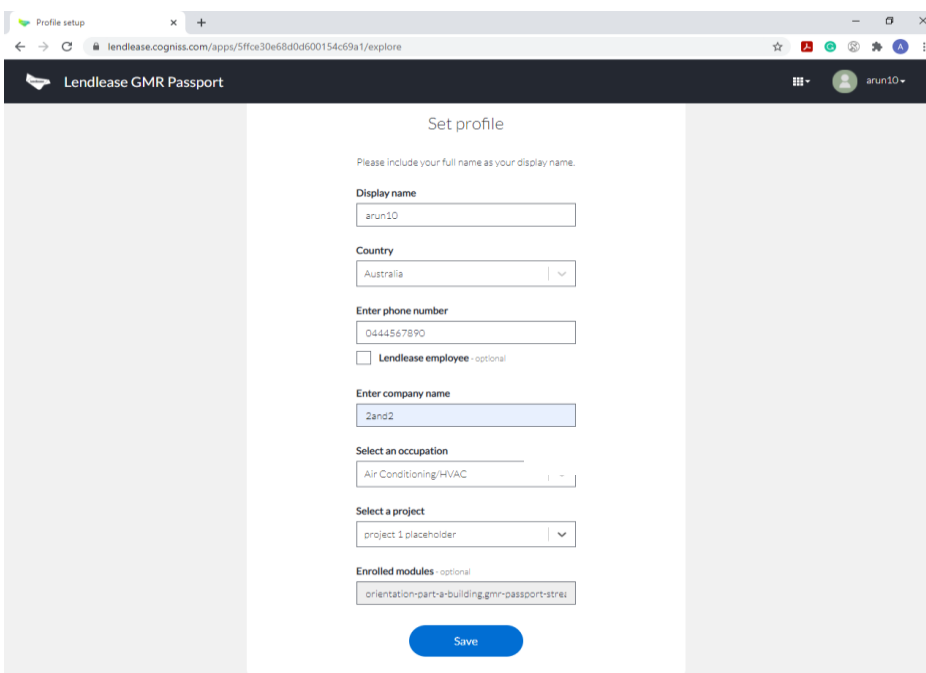 Profile setup
lendlease.cogniss.com/apps/5ffce30e68d0d600154c69a1/explore
A
Lendlease GMR Passport
arun10
Set profile
Please include your full name as your display name.
Display name
arun10
Country
Australia
Enter phone number
0444567890
Lendlease employee - optional
Enter company name
2and2
Select an occupation
Air Conditioning/HVAC
Select a project
project 1 placeholder
Enrolled modules - optional
orientation-part-a-building,gmr-passport-strea
Save